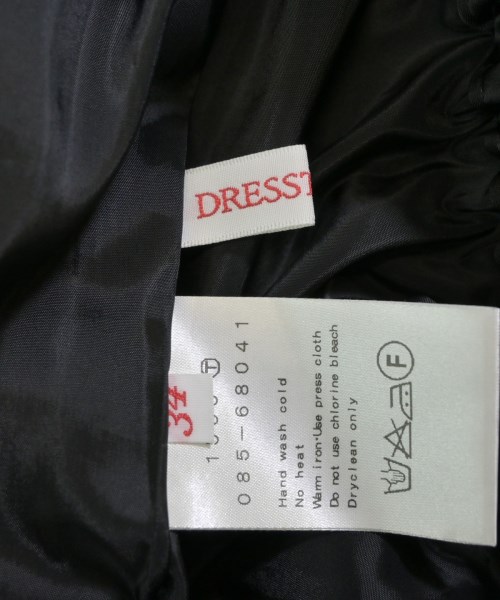 DRESST
34
T
085-68041
Hand wash cold
No heat
Warm iron·Use press cloth
Do not use chlorine bleach
Dryclean only
F